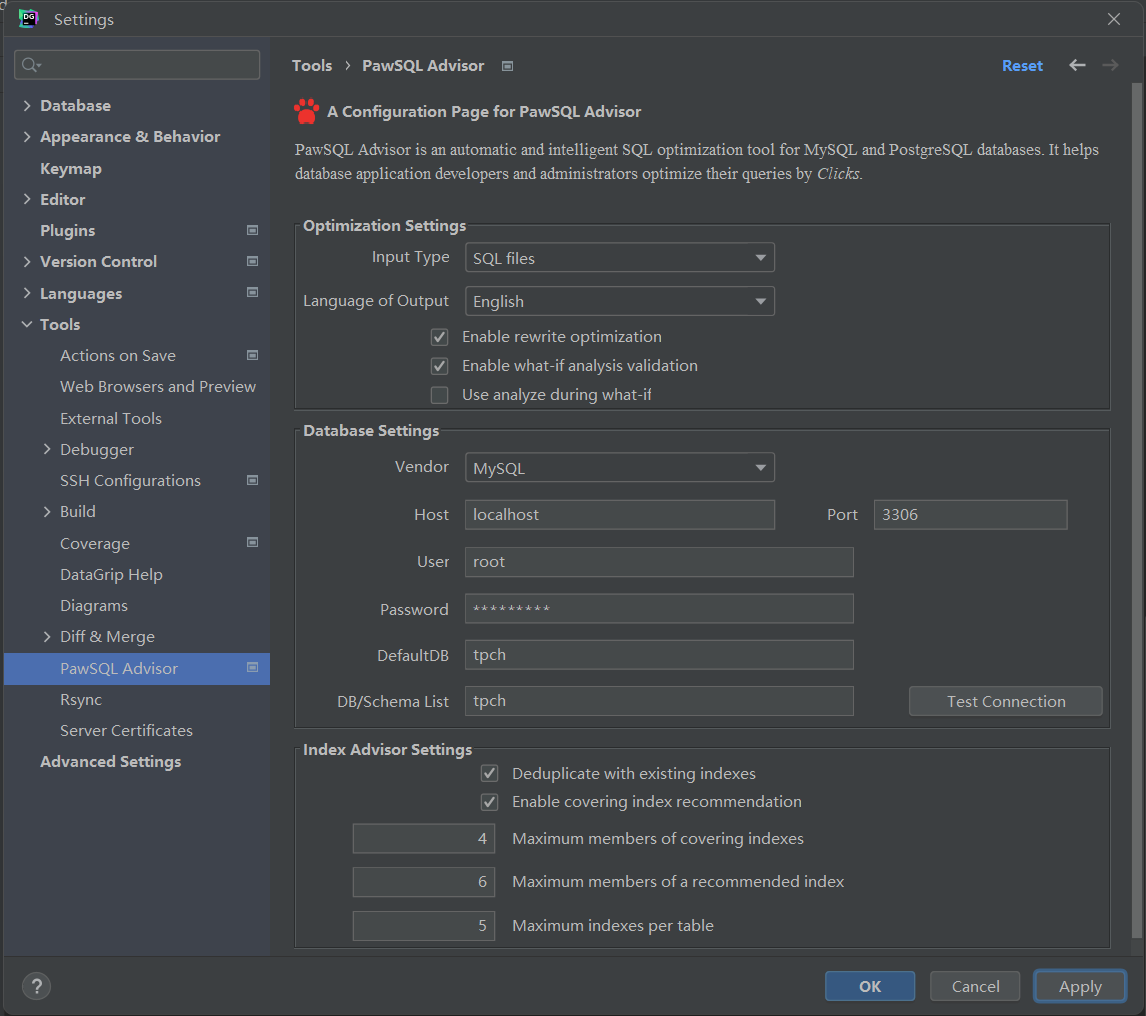 DG
Settings
Database
Appearance & Behavior
Keymap
Editor
Plugins
Version Control
Languages
Tools
Actions on Save
Web Browsers and Preview
External Tools
Debugger
SSH Configurations
Build
Coverage
DataGrip Help
Diagrams
Diff & Merge
PawSQL Advisor
Rsync
Server Certificates
Advanced Settings
Tools › PawSQL Advisor
Reset
A Configuration Page for PawSQL Advisor
PawSQL Advisor is an automatic and intelligent SQL optimization tool for MySQL and PostgreSQL databases. It helps
database application developers and administrators optimize their queries by Clicks.
Optimization Settings
Input Type SQL files
Language of Output English
Enable rewrite optimization
Enable what-if analysis validation
Use analyze during what-if
Database Settings
Vendor MySQL
Host localhost Port 3306
User root
Password *********
DefaultDB tpch
DB/Schema List tpch Test Connection
Index Advisor Settings
Deduplicate with existing indexes
Enable covering index recommendation
4 Maximum members of covering indexes
6 Maximum members of a recommended index
5 Maximum indexes per table
? OK Cancel Apply